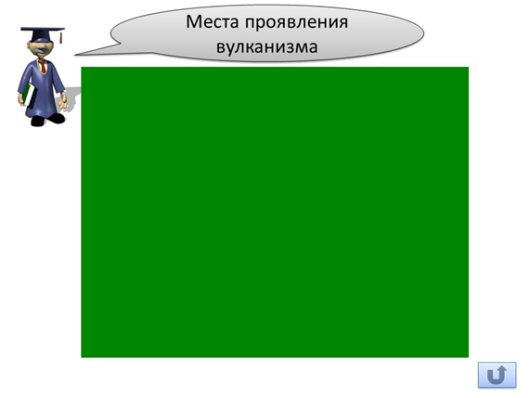 Места проявления
вулканизма